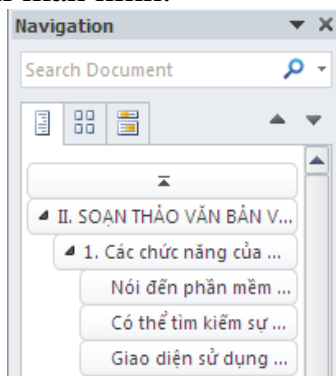 Navigation
Search Document
II. SOẠN THẢO VĂN BẢN V...
1. Các chức năng của ...
Nói đến phần mềm ...
Có thể tìm kiếm sự ...
Giao diện sử dụng ...